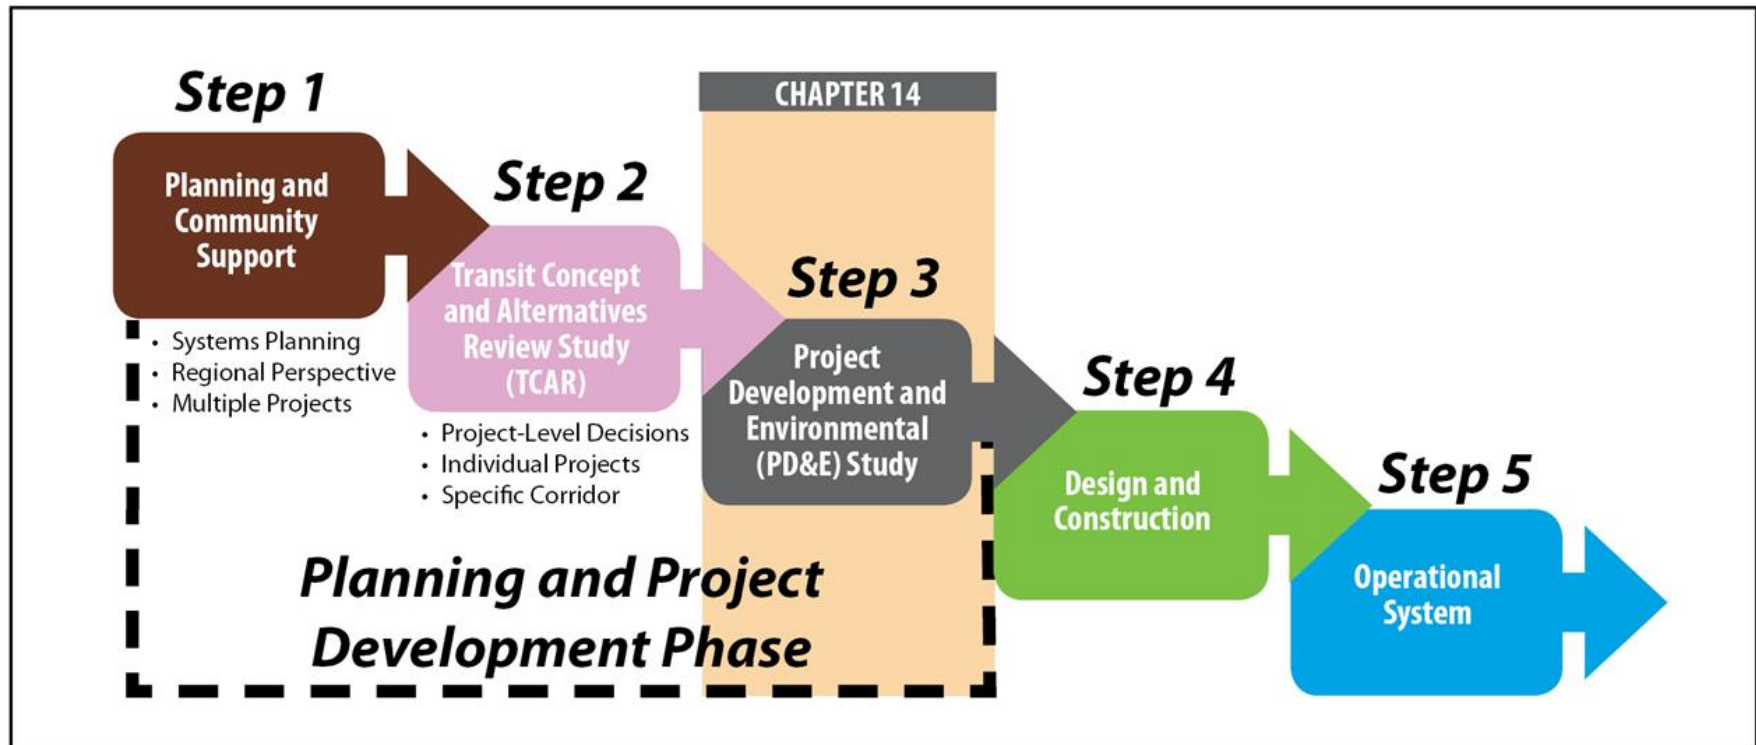 Step 1
Planning and
Community
Support
• Systems Planning
• Regional Perspective
• Multiple Projects
Step 2
Transit Concept
and Alternatives
Review Study
(TCAR)
• Project-Level Decisions
• Individual Projects
• Specific Corridor
CHAPTER 14
Step 3
Project
Development and
Environmental
(PD&E) Study
Step 4
Design and
Construction
Step 5
Operational
System
Planning and Project
Development Phase